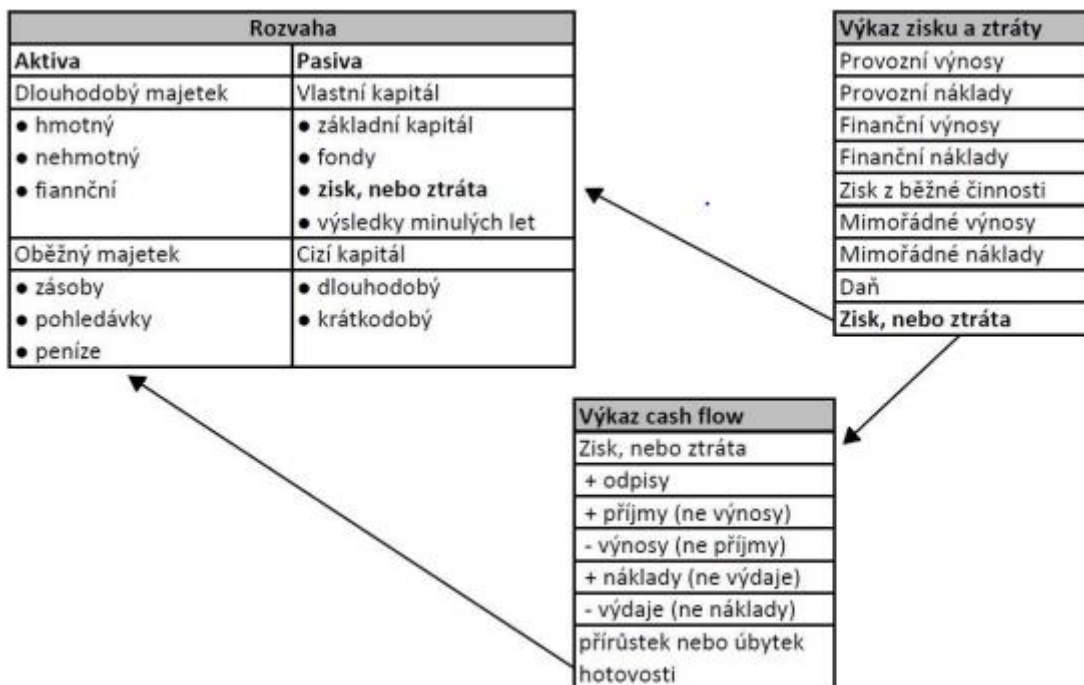 Rozvaha
Aktiva Pasiva
Dlouhodobý majetek Vlastní kapitál
● hmotný ● základní kapitál
● nehmotný ● fondy
● fiannční ● zisk, nebo ztráta
● výsledky minulých let
Oběžný majetek Cizí kapitál
● zásoby ● dlouhodobý
● pohledávky ● krátkodobý
● peníze
Výkaz zisku a ztráty
Provozní výnosy
Provozní náklady
Finanční výnosy
Finanční náklady
Zisk z běžné činnosti
Mimořádné výnosy
Mimořádné náklady
Daň
Zisk, nebo ztráta
Výkaz cash flow
Zisk, nebo ztráta
+ odpisy
+ příjmy (ne výnosy)
- výnosy (ne příjmy)
+ náklady (ne výdaje)
- výdaje (ne náklady)
přírůstek nebo úbytek
hotovosti